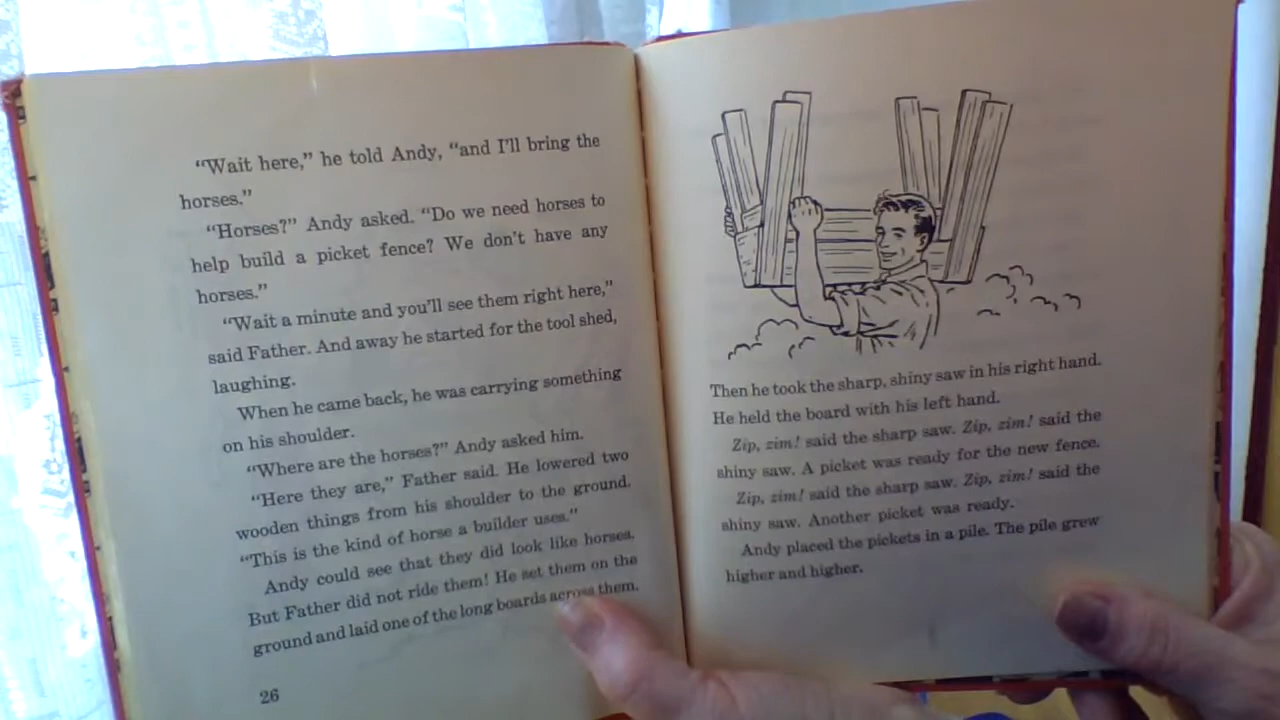 “Wait here,” he told Andy, “and I’ll bring the
horses.”
“Horses?” Andy asked. “Do we need horses to
help build a picket fence? We don’t have any
horses.”
“Wait a minute and you’ll see them right here,”
said Father. And away he started for the tool shed,
laughing.
When he came back, he was carrying something
on his shoulder.
“Where are the horses?” Andy asked him.
“Here they are,” Father said. He lowered two
wooden things from his shoulder to the ground.
“This is the kind of horse a builder uses.”
Andy could see that they did look like horses.
But Father did not ride them! He set them on the
ground and laid one of the long boards across them.
26
Then he took the sharp, shiny saw in his right hand.
He held the board with his left hand.
Zip, zim! said the sharp saw. Zip, zim! said the
shiny saw. A picket was ready for the new fence.
Zip, zim! said the sharp saw. Zip, zim! said the
shiny saw. Another picket was ready.
Andy placed the pickets in a pile. The pile grew
higher and higher.